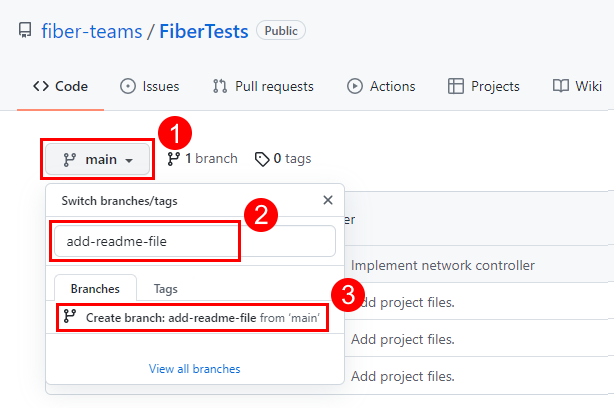 fiber-teams / FiberTests Public
Code Issues Pull requests Actions Projects Wiki
1
main 1 branch 0 tags
Switch branches/tags
2
er
add-readme-file
Implement network controller
Branches Tags
3
Add project files.
Create branch: add-readme-file from ‘main’
Add project files.
View all branches
Add project files.